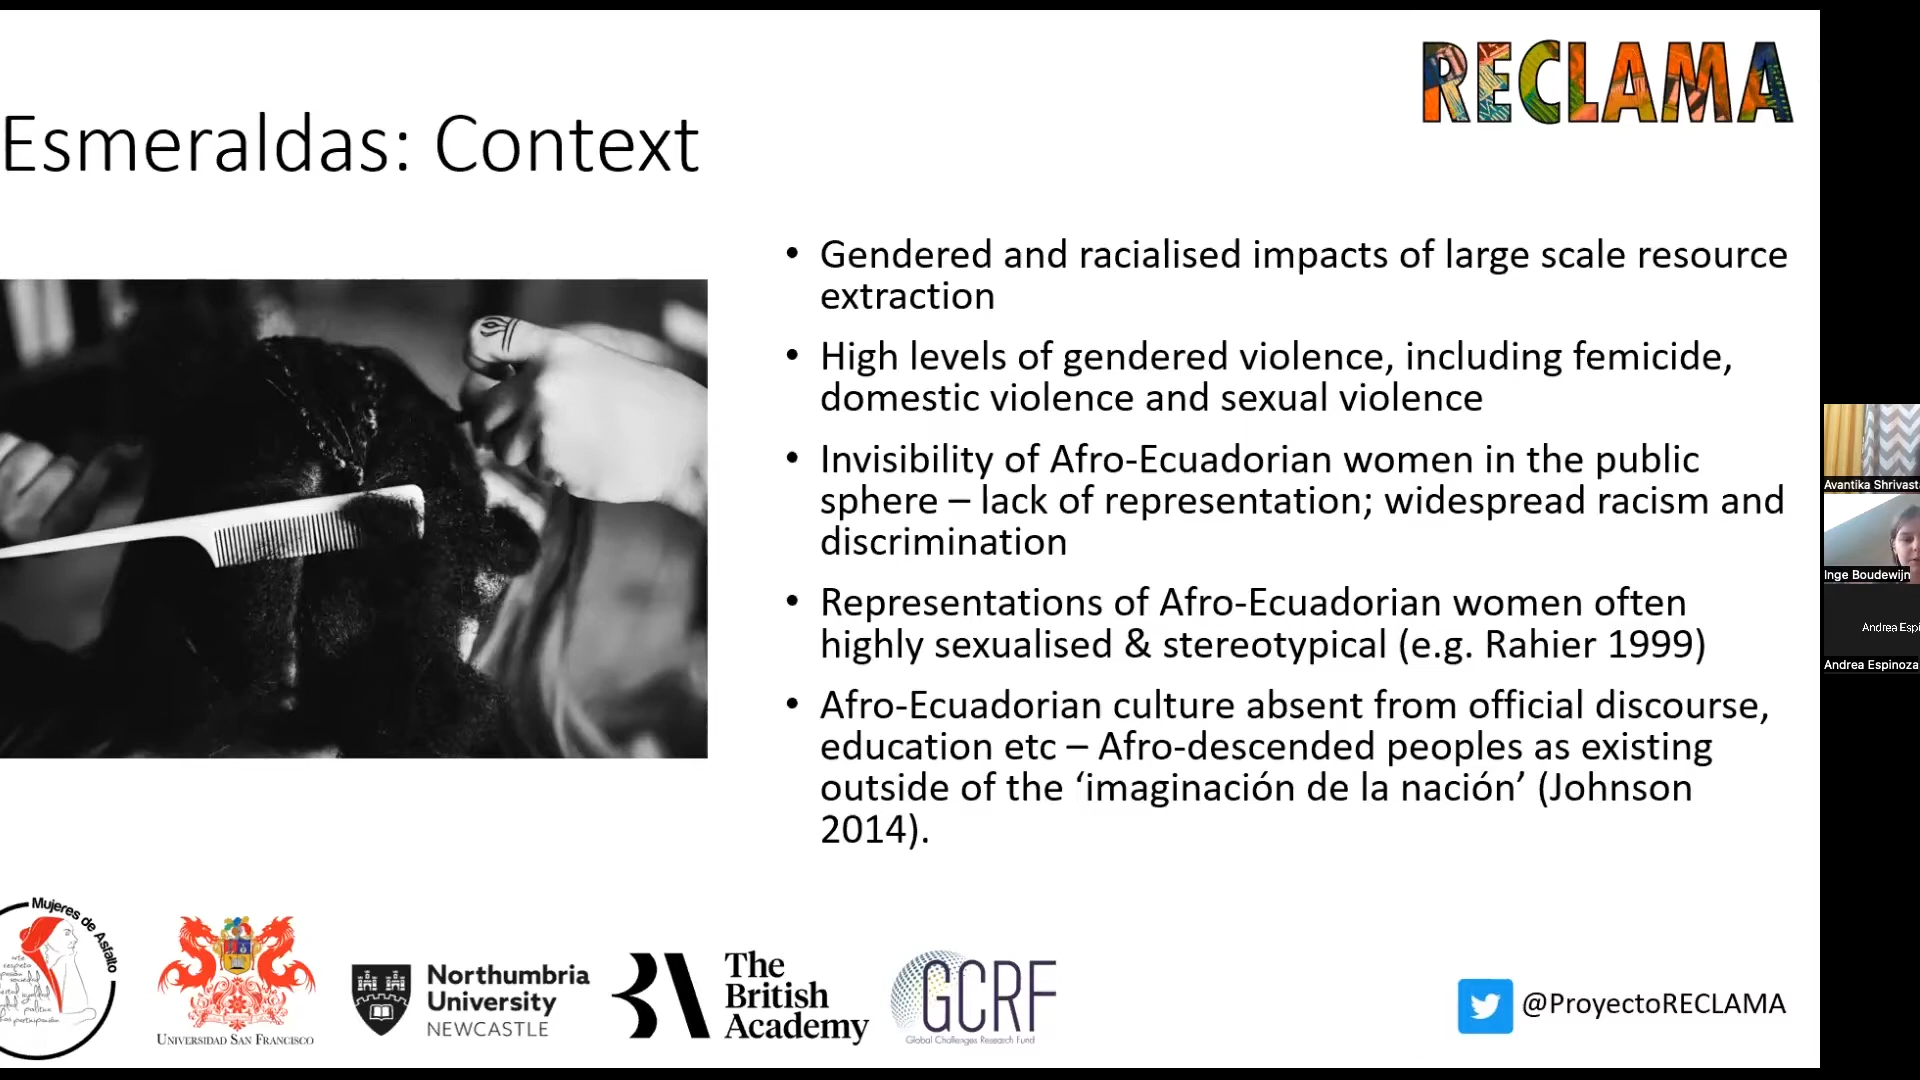 RECLAMA
Esmeraldas: Context
• Gendered and racialised impacts of large scale resource
extraction
• High levels of gendered violence, including femicide,
domestic violence and sexual violence
• Invisibility of Afro-Ecuadorian women in the public
sphere – lack of representation; widespread racism and
discrimination
• Representations of Afro-Ecuadorian women often
highly sexualised & stereotypical (e.g. Rahier 1999)
• Afro-Ecuadorian culture absent from official discourse,
education etc – Afro-descended peoples as existing
outside of the ‘imaginación de la nación’ (Johnson
2014).
Avantika Shrivast
Inge Boudewijn
Andrea Espi
Andrea Espinoza
Mujeres de Asfalto
UNIVERSIDAD SAN FRANCISCO
Northumbria
University
NEWCASTLE
The
British
Academy
GCRF
Global Challenges Research Fund
@ProyectoRECLAMA